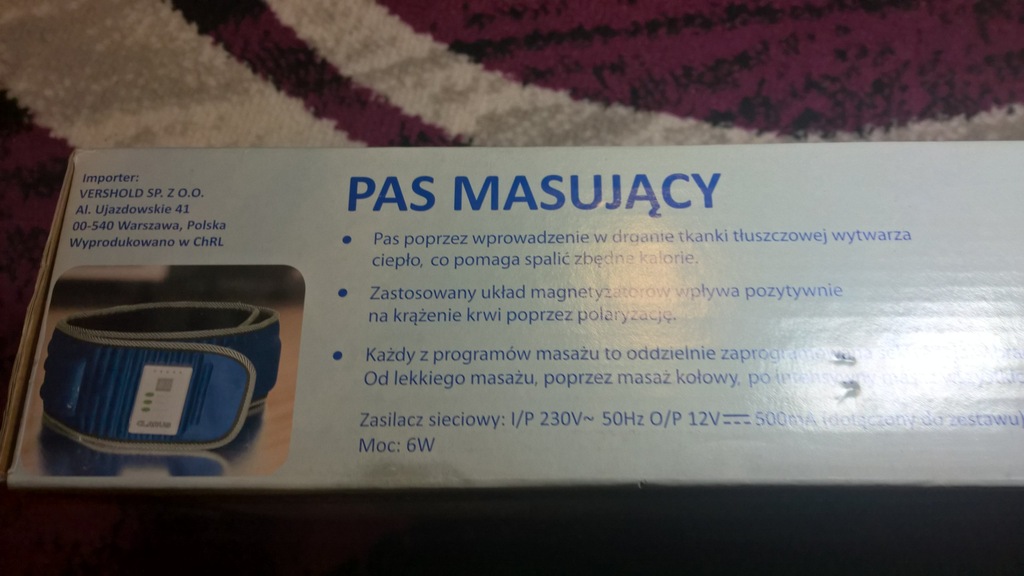 Importer:
VERSHOLD SP. Z O.O.
Al. Ujazdowskie 41
00-540 Warszawa, Polska
Wyprodukowano w ChRL
PAS MASUJĄCY
• Pas poprzez wprowadzenie w drganie tkanki tłuszczowej wytwarza
ciepło, co pomaga spalić zbędne kalorie.
• Zastosowany układ magnetyzatorów wpływa pozytywnie
na krążenie krwi poprzez polaryzację.
• Każdy z programów masażu to oddzielnie
Od lekkiego masażu, poprzez masaż kołowy, po intensywny
Zasilacz sieciowy: I/P 230V~ 50Hz O/P 12V⎓ 500mA (dołączony do zestawu)
Moc: 6W